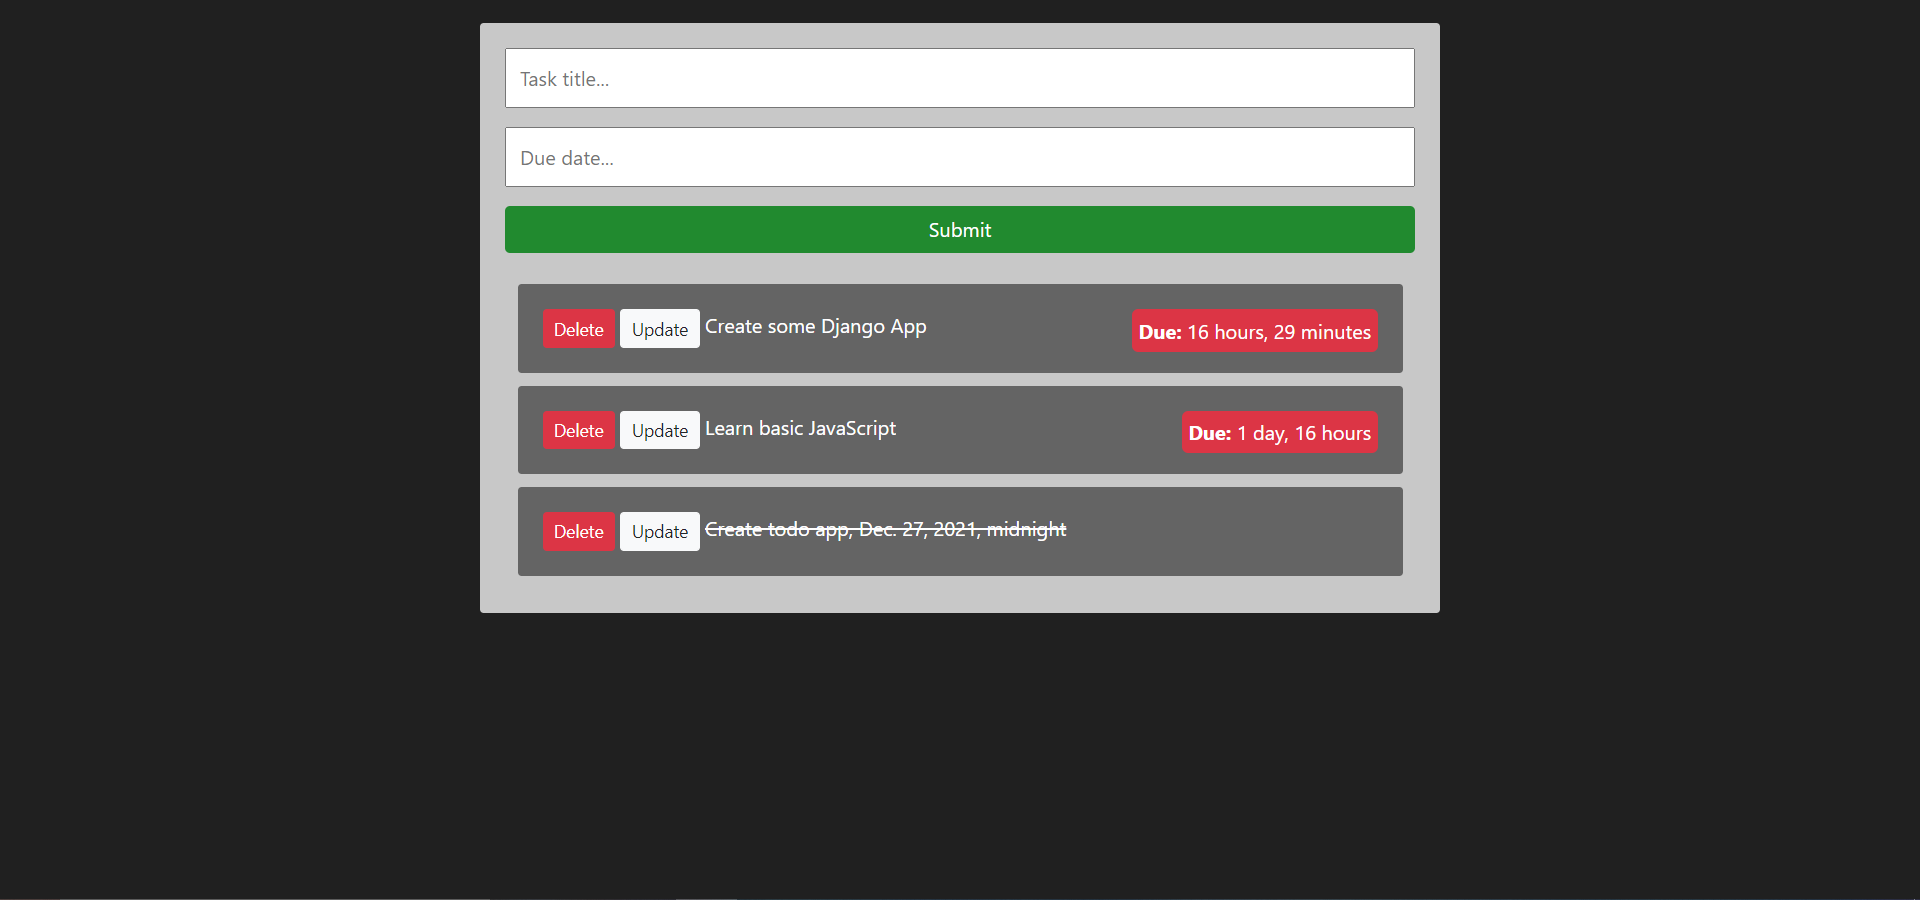 Task title...
Due date...
Submit
Delete Update Create some Django App Due: 16 hours, 29 minutes
Delete Update Learn basic JavaScript Due: 1 day, 16 hours
Delete Update Create todo app, Dec. 27, 2021, midnight